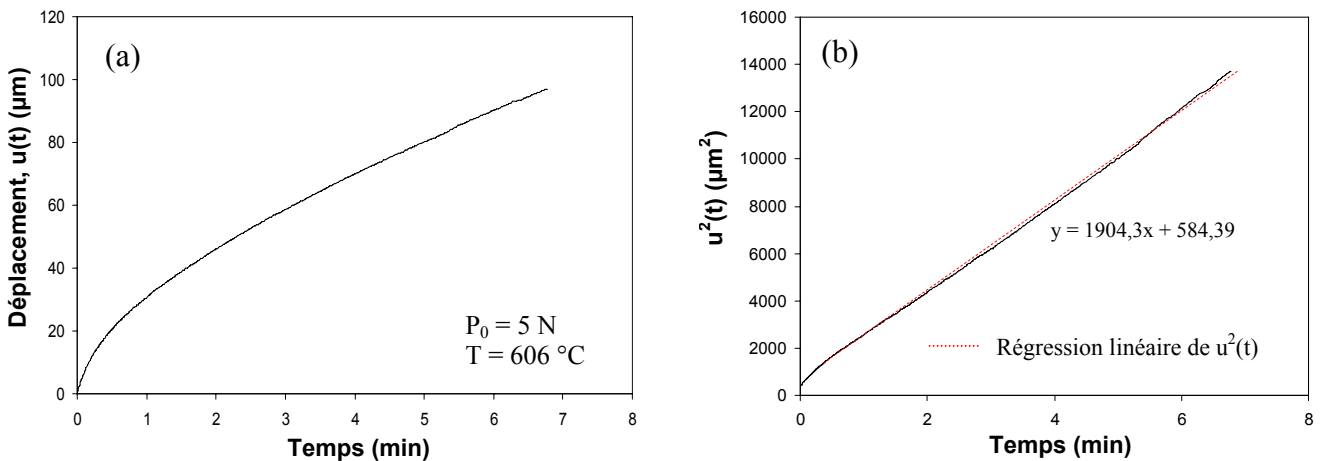 (a)
Déplacement, u(t) (µm)
120
100
80
60
40
20
0
P₀ = 5 N
T = 606 °C
0 1 2 3 4 5 6 7 8
Temps (min)
(b)
u²(t) (µm²)
16000
14000
12000
10000
8000
6000
4000
2000
0
y = 1904,3x + 584,39
Régression linéaire de u²(t)
0 2 4 6 8
Temps (min)